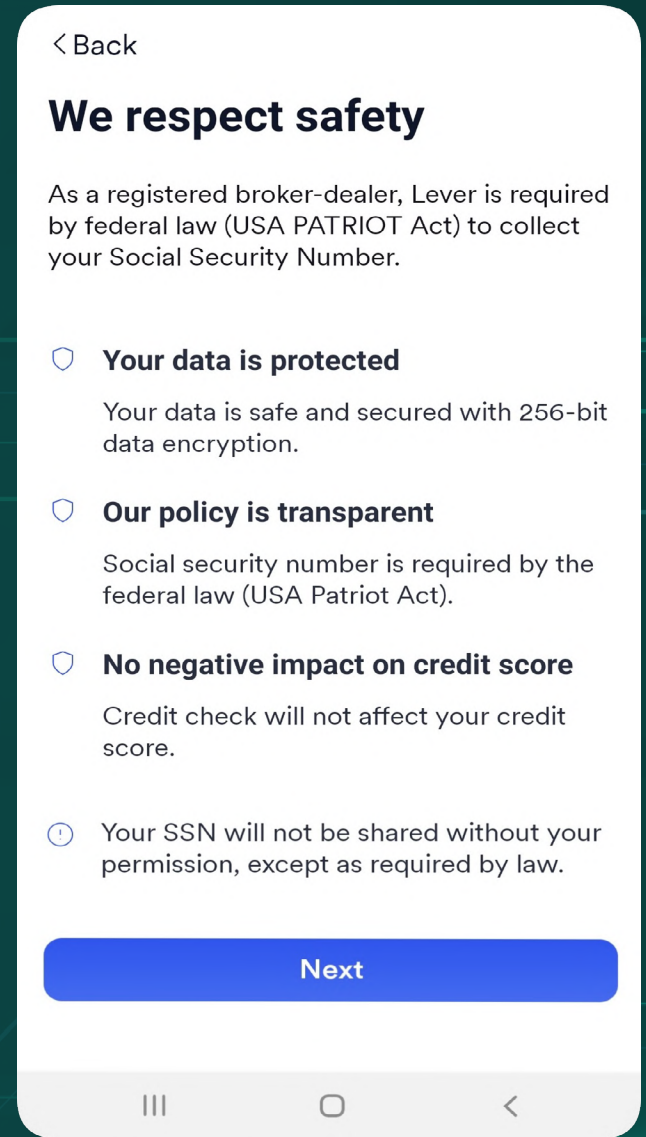 Back
We respect safety
As a registered broker-dealer, Lever is required
by federal law (USA PATRIOT Act) to collect
your Social Security Number.
Your data is protected
Your data is safe and secured with 256-bit
data encryption.
Our policy is transparent
Social security number is required by the
federal law (USA Patriot Act).
No negative impact on credit score
Credit check will not affect your credit
score.
Your SSN will not be shared without your
permission, except as required by law.
Next